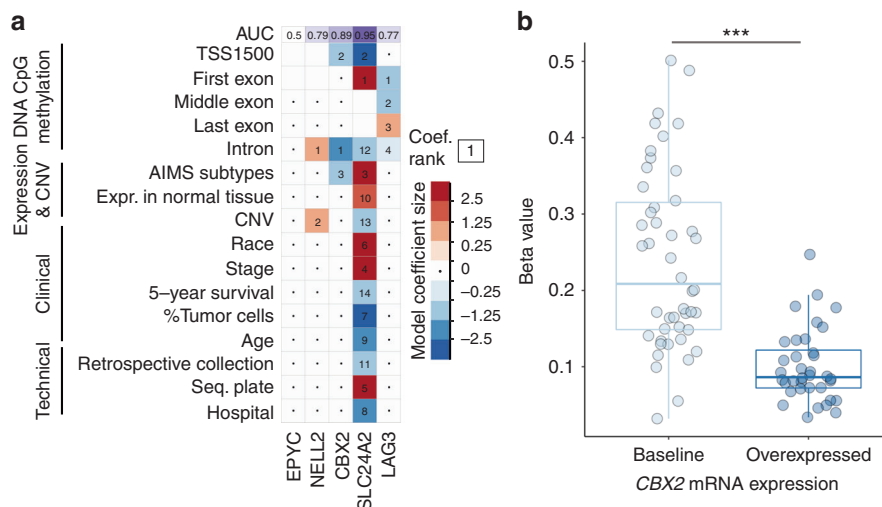 a
AUC 0.5 0.79 0.89 0.95 0.77
TSS1500 2 2
First exon 1 1
Middle exon 2
Last exon 3
Intron 1 1 12 4
AIMS subtypes 3 3
Expr. in normal tissue 10
CNV 2 13
Race 6
Stage 4
5–year survival 14
%Tumor cells 7
Age 9
Retrospective collection 11
Seq. plate 5
Hospital 8
DNA CpG
methylation
Expression
& CNV
Clinical
Technical
EPYC
NELL2
CBX2
SLC24A2
LAG3
Coef.
rank
1
Model coefficient size
2.5
1.25
0.25
0
−0.25
−1.25
−2.5
b
***
Beta value
0.5
0.4
0.3
0.2
0.1
Baseline Overexpressed
CBX2 mRNA expression